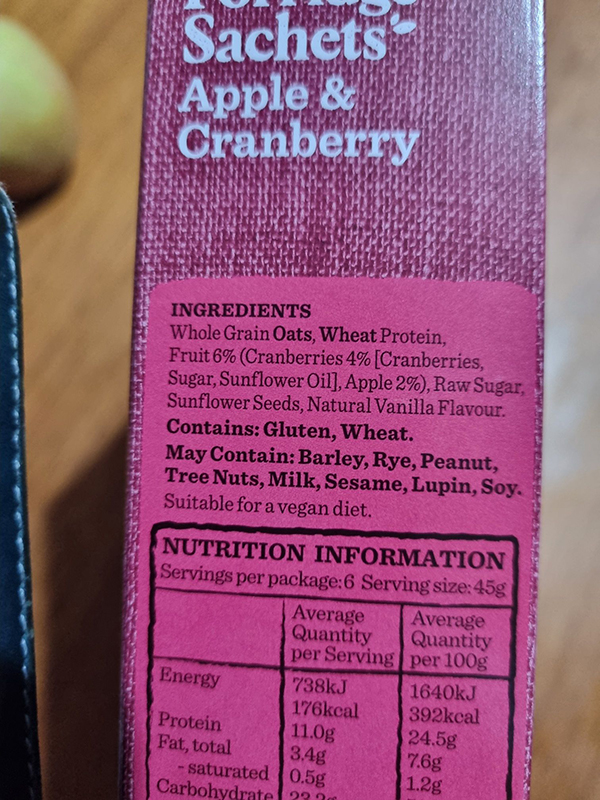 Porridge
Sachets
Apple &
Cranberry
INGREDIENTS
Whole Grain Oats, Wheat Protein,
Fruit 6% (Cranberries 4% [Cranberries,
Sugar, Sunflower Oil], Apple 2%), Raw Sugar,
Sunflower Seeds, Natural Vanilla Flavour.
Contains: Gluten, Wheat.
May Contain: Barley, Rye, Peanut,
Tree Nuts, Milk, Sesame, Lupin, Soy.
Suitable for a vegan diet.
NUTRITION INFORMATION
Servings per package: 6 Serving size: 45g
Average Quantity per Serving
Average Quantity per 100g
Energy 738kJ 1640kJ
176kcal 392kcal
Protein 11.0g 24.5g
Fat, total 3.4g 7.6g
- saturated 0.5g 1.2g
Carbohydrate